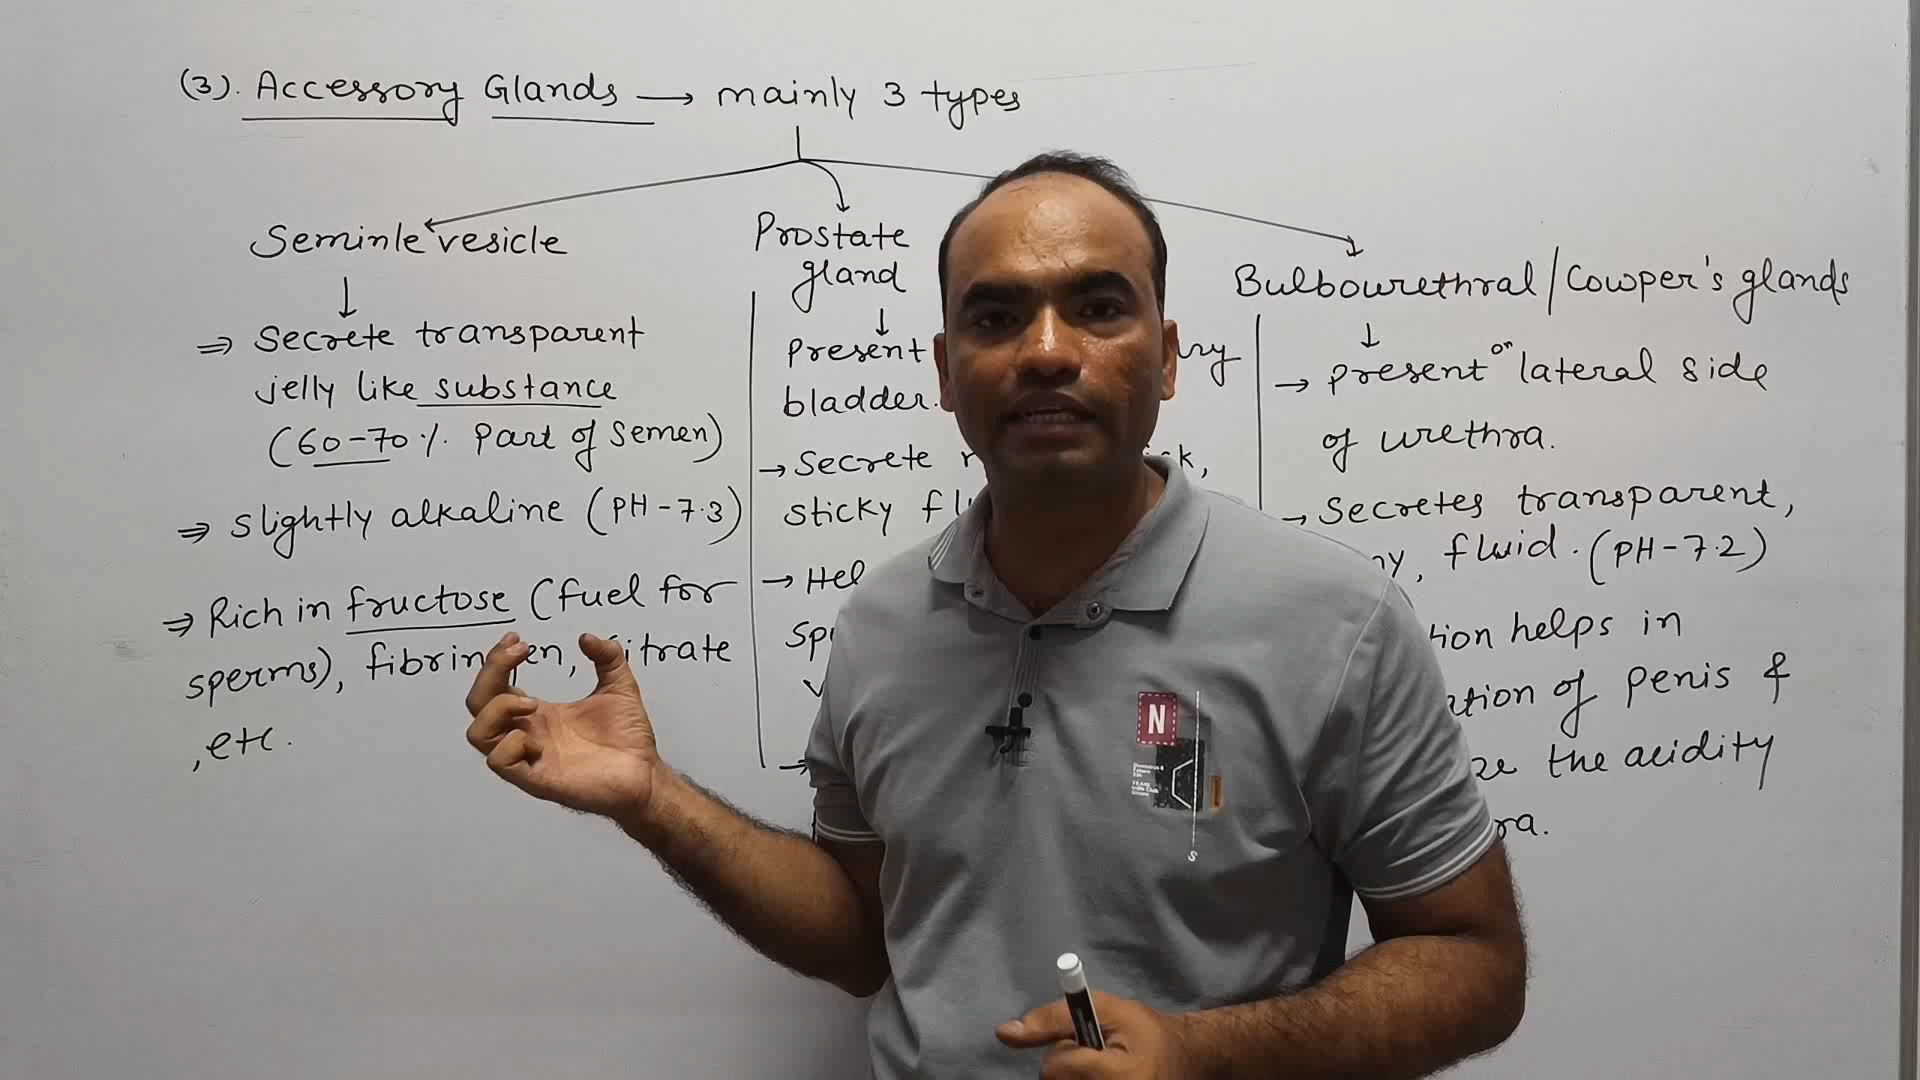 (3). Accessory Glands → mainly 3 types
Seminle vesicle
↓
⇒ Secrete transparent
jelly like substance
(60-70%. Part of Semen)
⇒ Slightly alkaline (PH-7.3)
⇒ Rich in fructose (fuel for
sperms), fibrin en, itrate
, etc.
Prostate
gland
↓
Present
bladder.
→ Secrete
sticky fl
→ Hel
Sp
→
Bulbourethral/Cowper's glands
↓
→ Present on lateral side
of urethra.
→ Secretes transparent,
fluid. (PH-7.2)
tion helps in
ation of penis &
ze the acidity
ra.
N
S